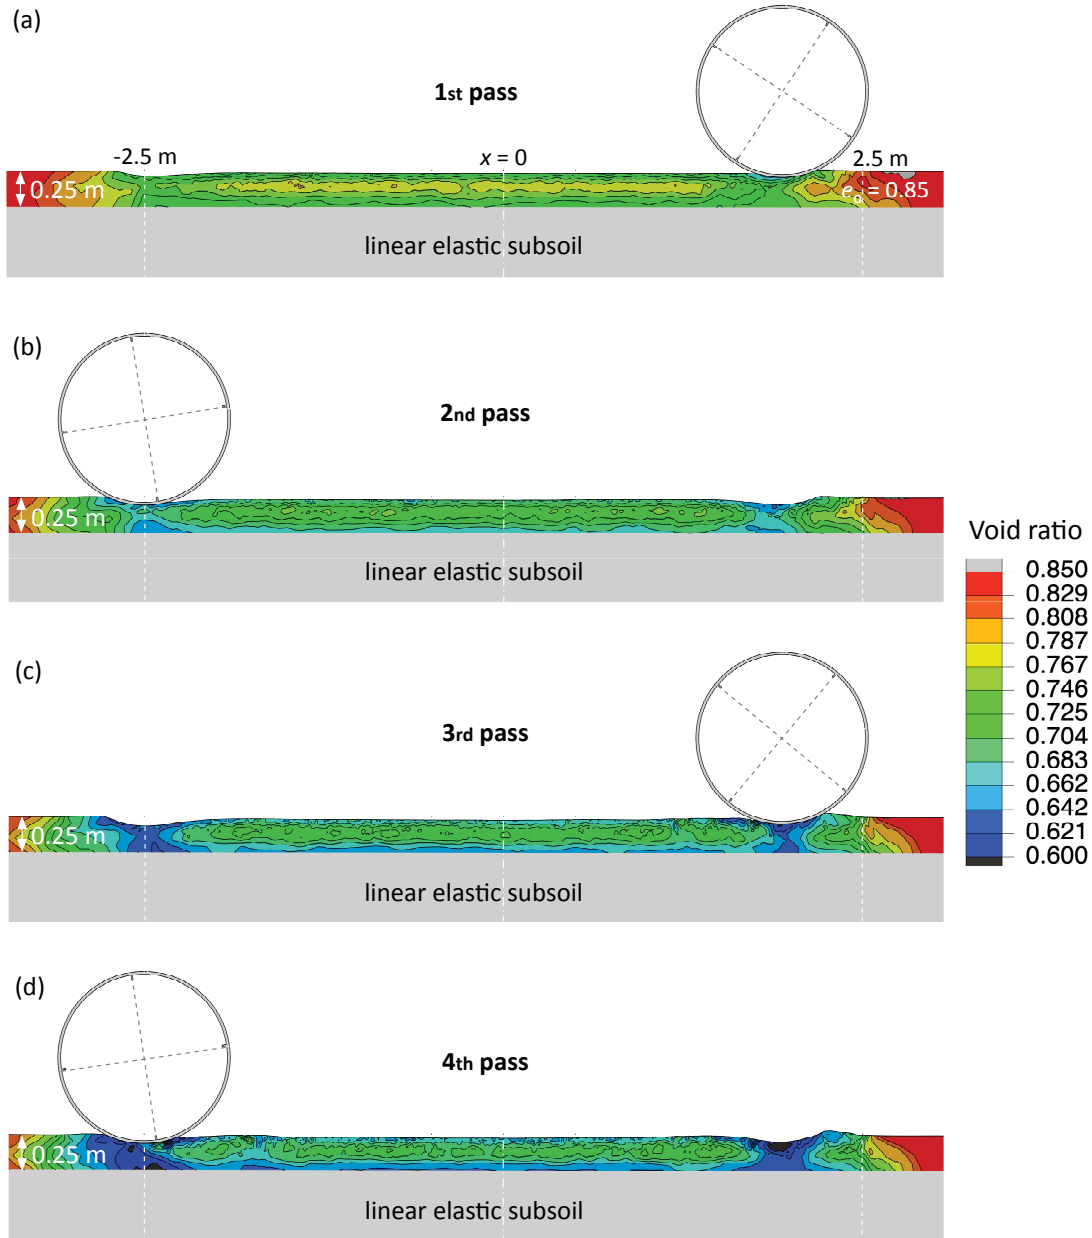 (a)
1st pass
-2.5 m
x = 0
2.5 m
0.25 m
eo = 0.85
linear elastic subsoil
(b)
2nd pass
0.25 m
linear elastic subsoil
Void ratio
0.850
0.829
0.808
0.787
0.767
0.746
0.725
0.704
0.683
0.662
0.642
0.621
0.600
(c)
3rd pass
0.25 m
linear elastic subsoil
(d)
4th pass
0.25 m
linear elastic subsoil